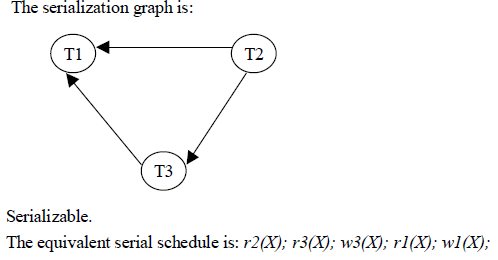 The serialization graph is:
T1 T2
T3
Serializable.
The equivalent serial schedule is: r2(X); r3(X); w3(X); r1(X); w1(X);